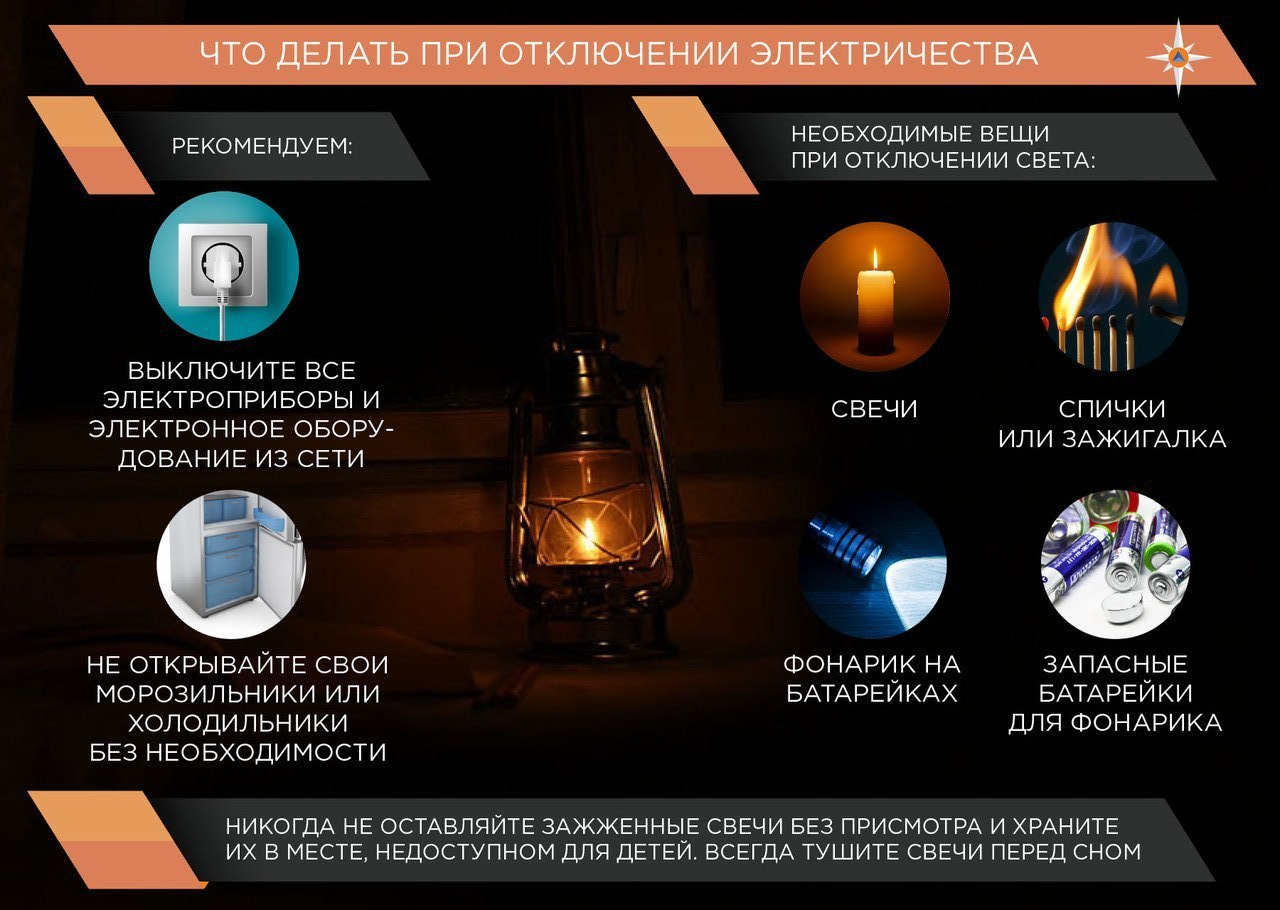 ЧТО ДЕЛАТЬ ПРИ ОТКЛЮЧЕНИИ ЭЛЕКТРИЧЕСТВА
РЕКОМЕНДУЕМ:
ВЫКЛЮЧИТЕ ВСЕ
ЭЛЕКТРОПРИБОРЫ И
ЭЛЕКТРОННОЕ ОБОРУ-
ДОВАНИЕ ИЗ СЕТИ
НЕ ОТКРЫВАЙТЕ СВОИ
МОРОЗИЛЬНИКИ ИЛИ
ХОЛОДИЛЬНИКИ
БЕЗ НЕОБХОДИМОСТИ
НЕОБХОДИМЫЕ ВЕЩИ
ПРИ ОТКЛЮЧЕНИИ СВЕТА:
СВЕЧИ
СПИЧКИ
ИЛИ ЗАЖИГАЛКА
ФОНАРИК НА
БАТАРЕЙКАХ
ЗАПАСНЫЕ
БАТАРЕЙКИ
ДЛЯ ФОНАРИКА
НИКОГДА НЕ ОСТАВЛЯЙТЕ ЗАЖЖЕННЫЕ СВЕЧИ БЕЗ ПРИСМОТРА И ХРАНИТЕ
ИХ В МЕСТЕ, НЕДОСТУПНОМ ДЛЯ ДЕТЕЙ. ВСЕГДА ТУШИТЕ СВЕЧИ ПЕРЕД СНОМ